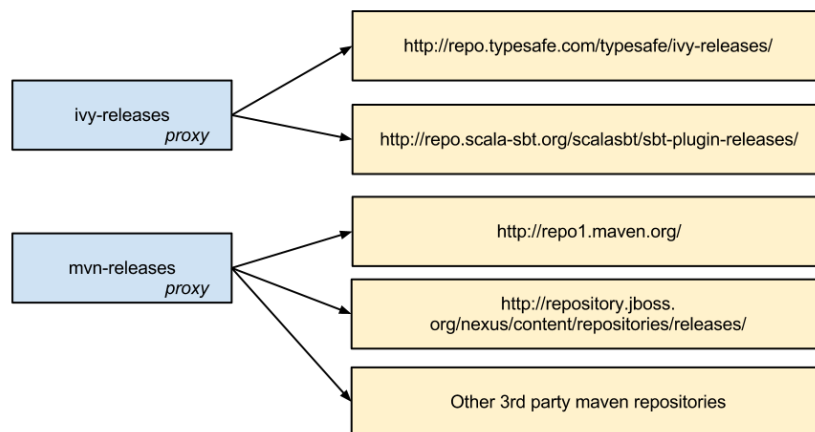 http://repo.typesafe.com/typesafe/ivy-releases/
ivy-releases
proxy
http://repo.scala-sbt.org/scalasbt/sbt-plugin-releases/
http://repo1.maven.org/
mvn-releases
proxy
http://repository.jboss.
org/nexus/content/repositories/releases/
Other 3rd party maven repositories